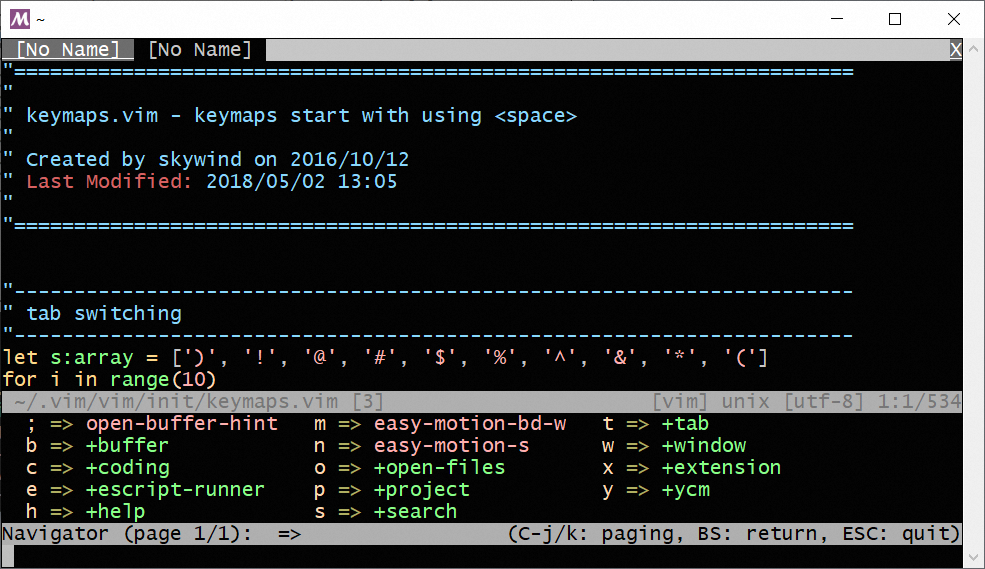 M ~
[No Name] [No Name] X
"======================================================================
"
" keymaps.vim - keymaps start with using <space>
"
" Created by skywind on 2016/10/12
" Last Modified: 2018/05/02 13:05
"
"======================================================================
"----------------------------------------------------------------------
" tab switching
"----------------------------------------------------------------------
let s:array = [')', '!', '@', '#', '$', '%', '^', '&', '*', '(']
for i in range(10)
~/.vim/vim/init/keymaps.vim [3] [vim] unix [utf-8] 1:1/534
; => open-buffer-hint m => easy-motion-bd-w t => +tab
b => +buffer n => easy-motion-s w => +window
c => +coding o => +open-files x => +extension
e => +escript-runner p => +project y => +ycm
h => +help s => +search
Navigator (page 1/1): => (C-j/k: paging, BS: return, ESC: quit)